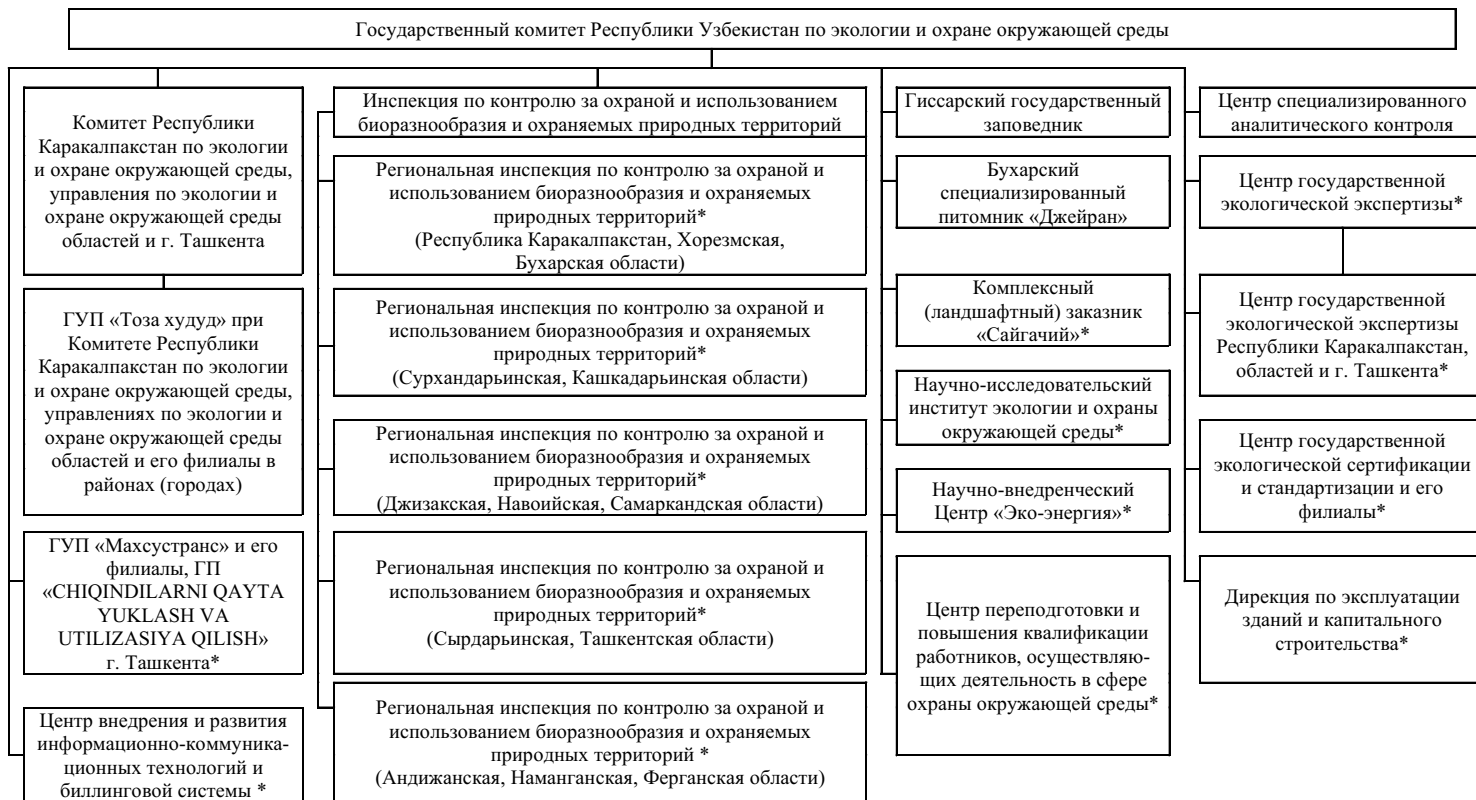 Государственный комитет Республики Узбекистан по экологии и охране окружающей среды
Комитет Республики
Каракалпакстан по экологии
и охране окружающей среды,
управления по экологии и
охране окружающей среды
областей и г. Ташкента
ГУП «Тоза худуд» при
Комитете Республики
Каракалпакстан по экологии
и охране окружающей среды,
управлениях по экологии и
охране окружающей среды
областей и его филиалы в
районах (городах)
ГУП «Махсустранс» и его
филиалы, ГП
«CHIQINDILARNI QAYTA
YUKLASH VA
UTILIZASIYA QILISH»
г. Ташкента*
Центр внедрения и развития
информационно-коммуника-
ционных технологий и
биллинговой системы *
Инспекция по контролю за охраной и использованием
биоразнообразия и охраняемых природных территорий
Региональная инспекция по контролю за охраной и
использованием биоразнообразия и охраняемых
природных территорий*
(Республика Каракалпакстан, Хорезмская,
Бухарская области)
Региональная инспекция по контролю за охраной и
использованием биоразнообразия и охраняемых
природных территорий*
(Сурхандарьинская, Кашкадарьинская области)
Региональная инспекция по контролю за охраной и
использованием биоразнообразия и охраняемых
природных территорий*
(Джизакская, Навоийская, Самаркандская области)
Региональная инспекция по контролю за охраной и
использованием биоразнообразия и охраняемых
природных территорий*
(Сырдарьинская, Ташкентская области)
Региональная инспекция по контролю за охраной и
использованием биоразнообразия и охраняемых
природных территорий *
(Андижанская, Наманганская, Ферганская области)
Гиссарский государственный
заповедник
Бухарский
специализированный
питомник «Джейран»
Комплексный
(ландшафтный) заказник
«Сайгачий»*
Научно-исследовательский
институт экологии и охраны
окружающей среды*
Научно-внедренческий
Центр «Эко-энергия»*
Центр переподготовки и
повышения квалификации
работников, осуществляю-
щих деятельность в сфере
охраны окружающей среды*
Центр специализированного
аналитического контроля
Центр государственной
экологической экспертизы*
Центр государственной
экологической экспертизы
Республики Каракалпакстан,
областей и г. Ташкента*
Центр государственной
экологической сертификации
и стандартизации и его
филиалы*
Дирекция по эксплуатации
зданий и капитального
строительства*